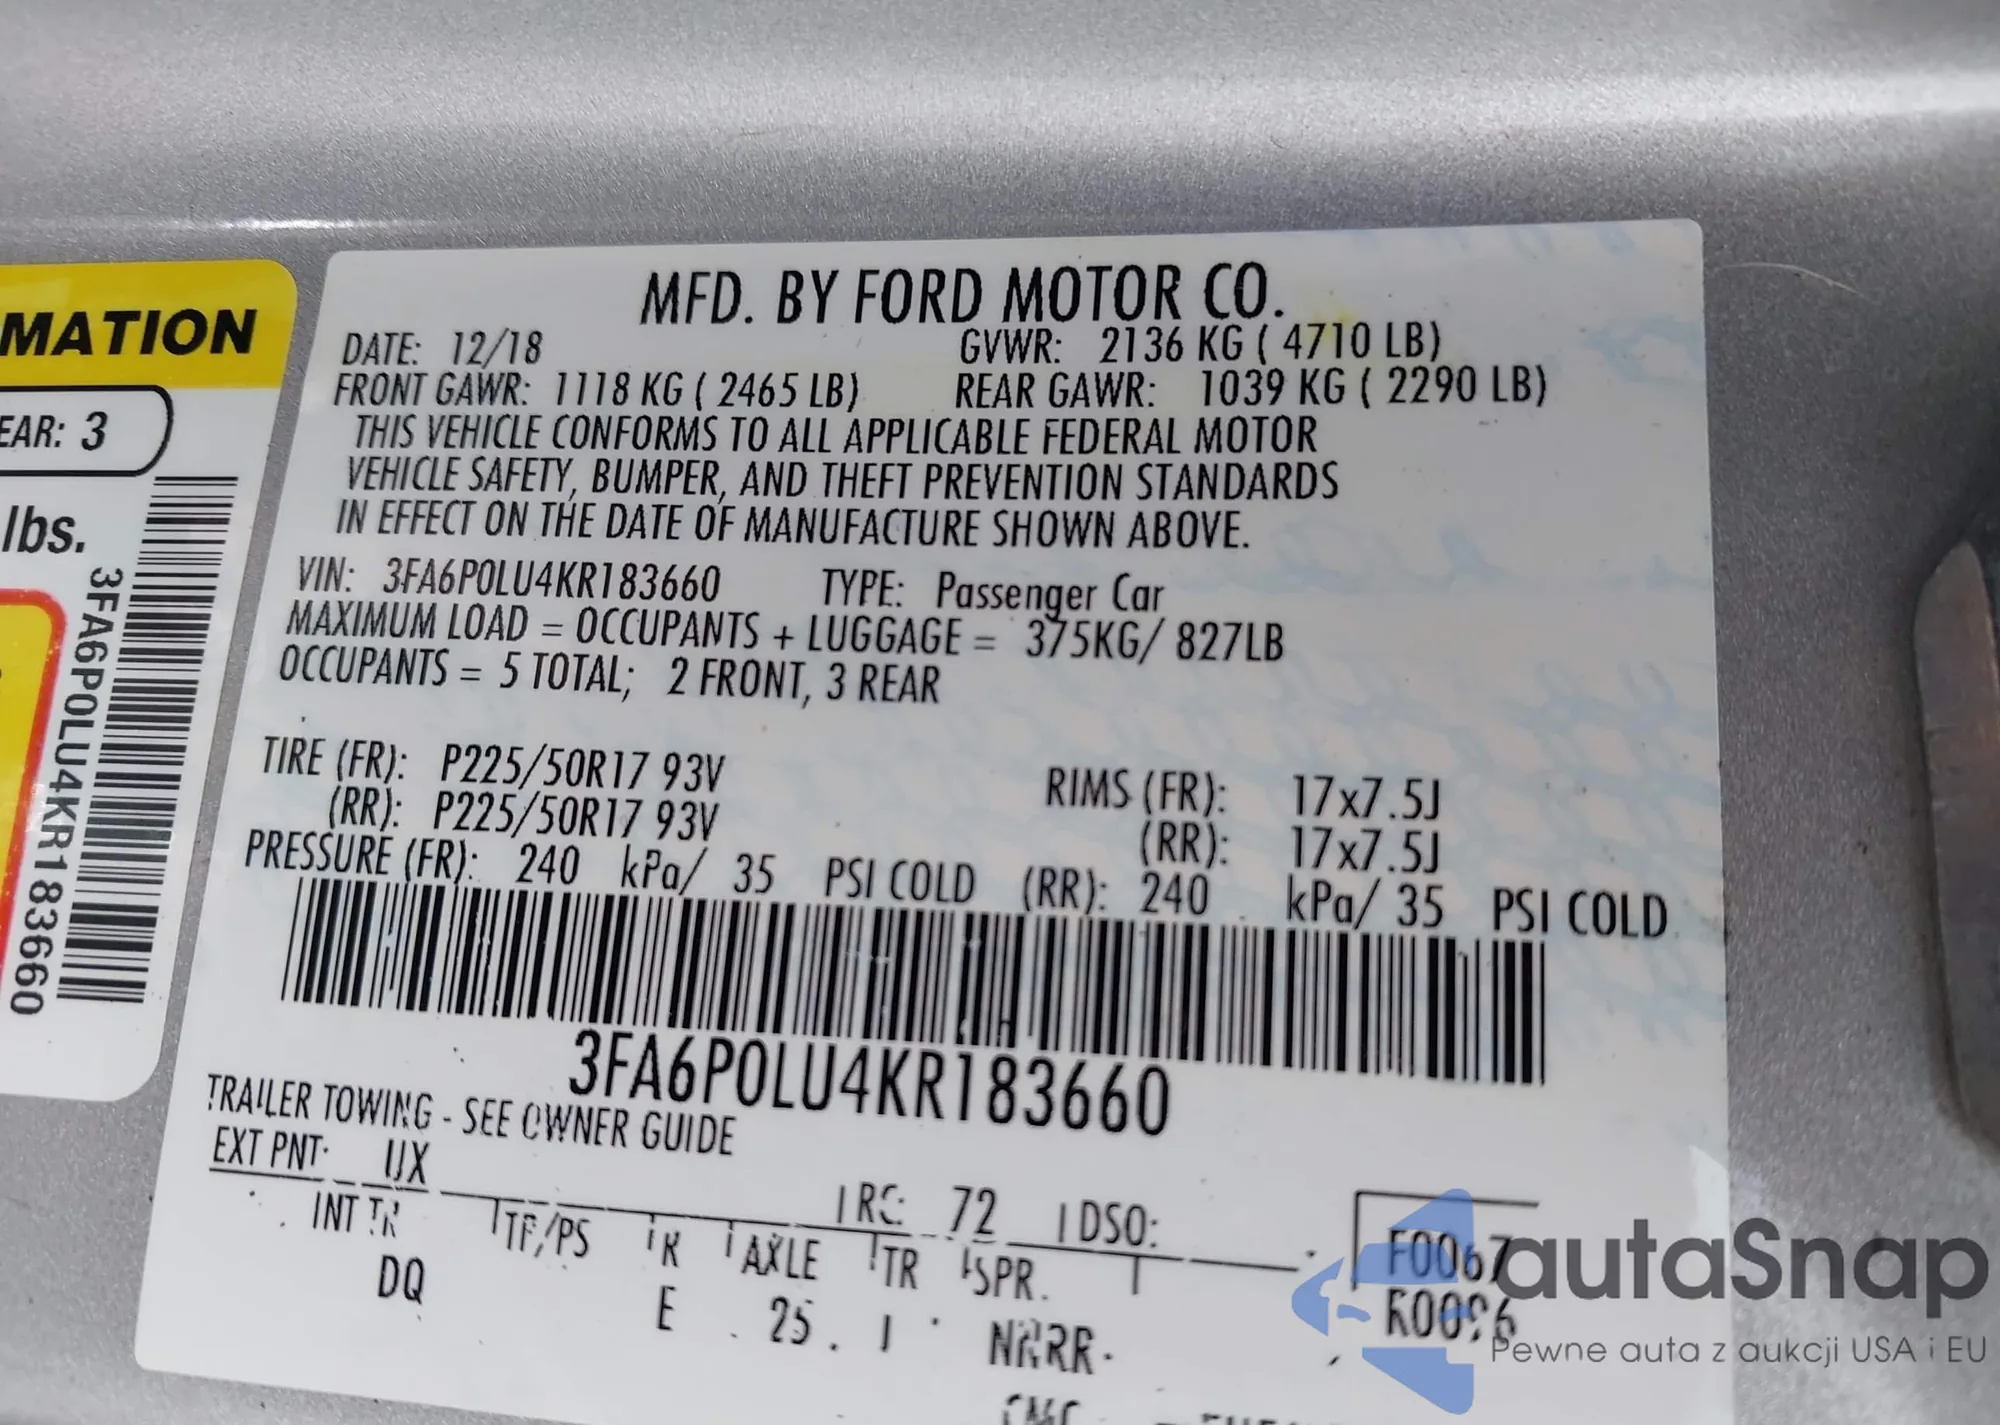 MATION
EAR: 3
lbs.
3FA6P0LU4KR183660
MFD. BY FORD MOTOR CO.
DATE: 12/18 GVWR: 2136 KG ( 4710 LB)
FRONT GAWR: 1118 KG ( 2465 LB) REAR GAWR: 1039 KG ( 2290 LB)
THIS VEHICLE CONFORMS TO ALL APPLICABLE FEDERAL MOTOR
VEHICLE SAFETY, BUMPER, AND THEFT PREVENTION STANDARDS
IN EFFECT ON THE DATE OF MANUFACTURE SHOWN ABOVE.
VIN: 3FA6P0LU4KR183660 TYPE: Passenger Car
MAXIMUM LOAD = OCCUPANTS + LUGGAGE = 375KG/ 827LB
OCCUPANTS = 5 TOTAL; 2 FRONT, 3 REAR
TIRE (FR): P225/50R17 93V RIMS (FR): 17x7.5J
(RR): P225/50R17 93V (RR): 17x7.5J
PRESSURE (FR): 240 kPa/ 35 PSI COLD (RR): 240 kPa/ 35 PSI COLD
3FA6P0LU4KR183660
TRAILER TOWING - SEE OWNER GUIDE
EXT PNT: UX RC: 72 DSO:
INT TR TP/PS R AXLE TR SPR
DQ E 25 I
F0067
autaSnap
Pewne auta z aukcji USA i EU